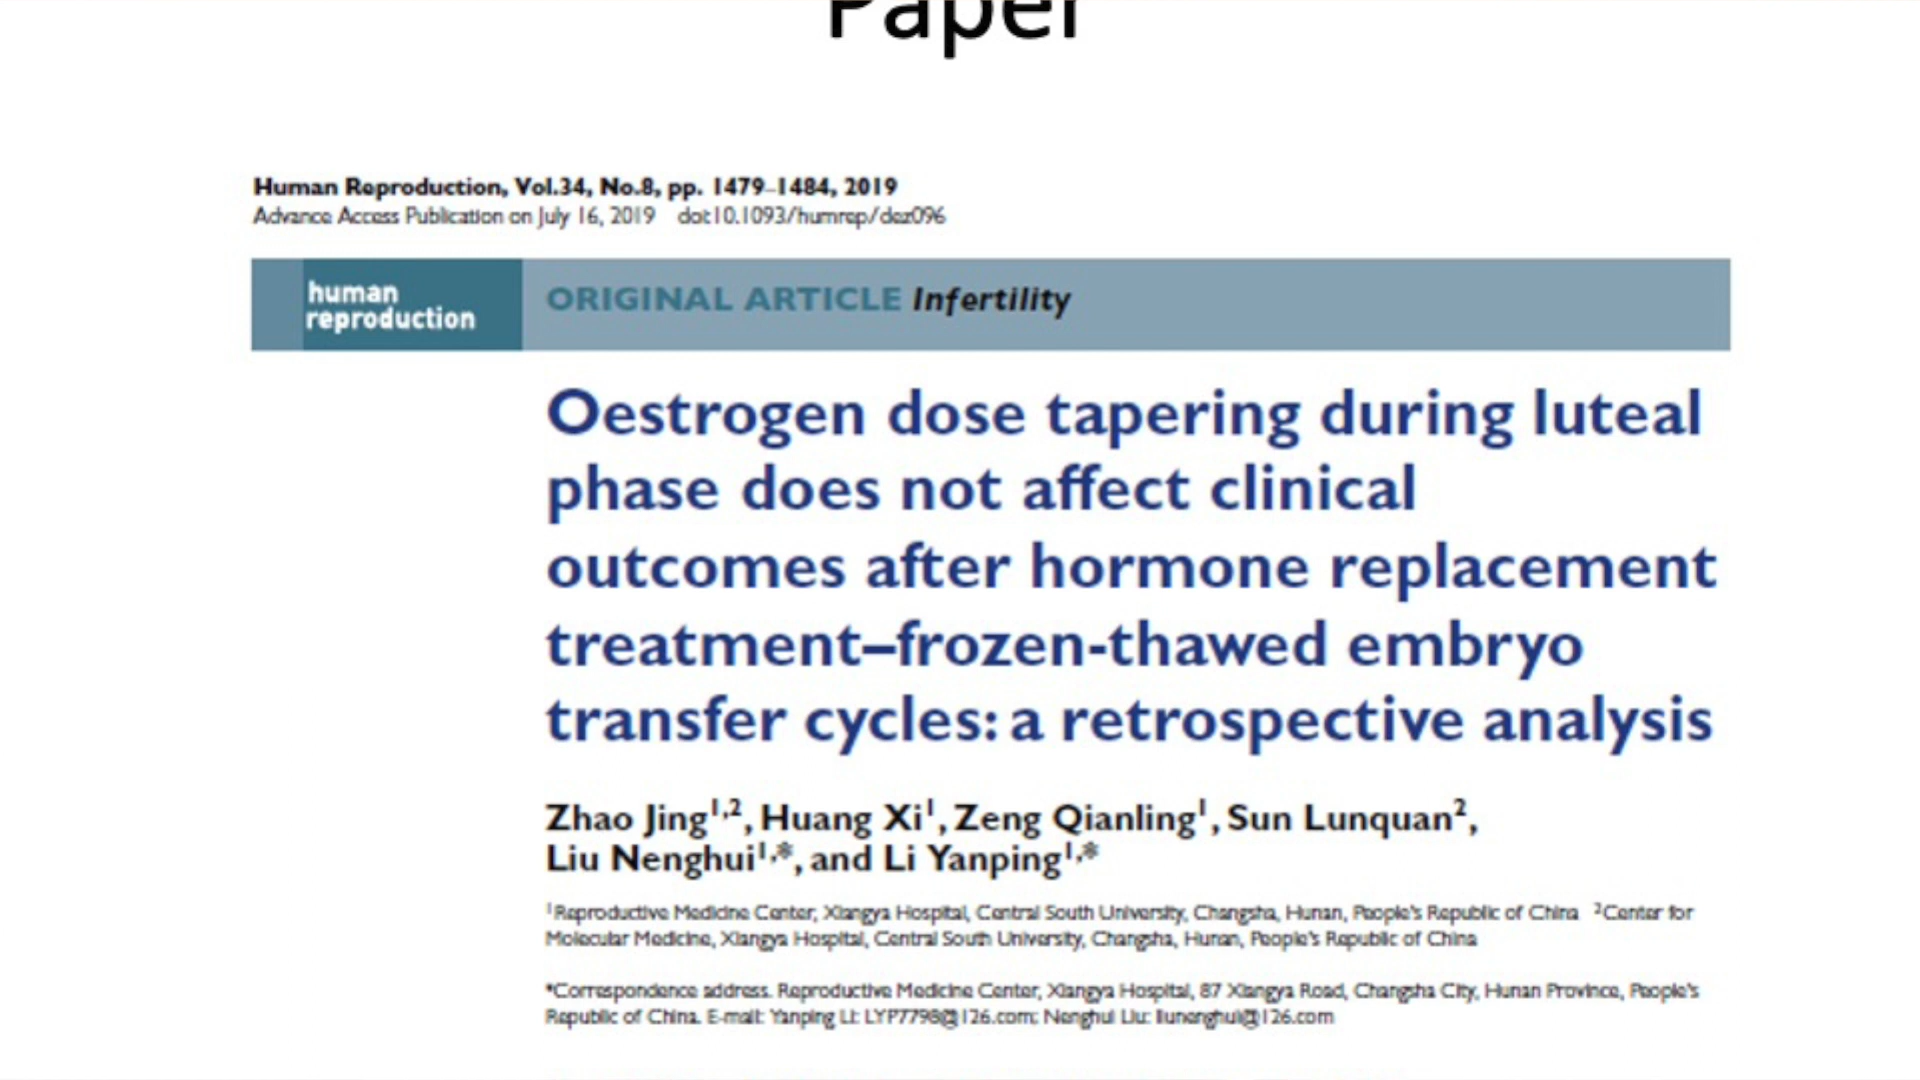 Paper
Human Reproduction, Vol.34, No.8, pp. 1479–1484, 2019
Advance Access Publication on July 16, 2019 doi:10.1093/humrep/dez096
human
reproduction
ORIGINAL ARTICLE Infertility
Oestrogen dose tapering during luteal
phase does not affect clinical
outcomes after hormone replacement
treatment–frozen-thawed embryo
transfer cycles: a retrospective analysis
Zhao Jing1,2, Huang Xi1, Zeng Qianling1, Sun Lunquan2,
Liu Nenghui1,*, and Li Yanping1,*
1Reproductive Medicine Center, Xiangya Hospital, Central South University, Changsha, Hunan, People's Republic of China 2Center for
Molecular Medicine, Xiangya Hospital, Central South University, Changsha, Hunan, People's Republic of China
*Correspondence address. Reproductive Medicine Center, Xiangya Hospital, 87 Xiangya Road, Changsha City, Hunan Province, People's
Republic of China. E-mail: Yanping Li: LYP7798@126.com; Nenghui Liu: liunenghui@126.com